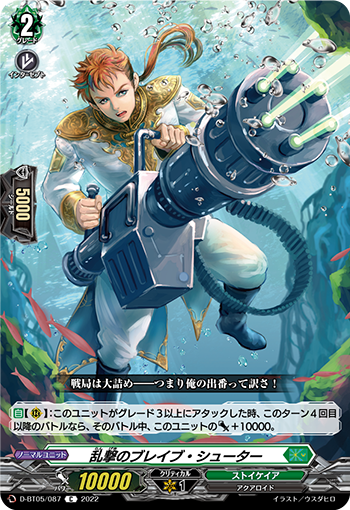 2
グレード
インターセプト
5000
シールド
戦局は大詰め――つまり俺の出番って訳さ!
自【R】:このユニットがグレード3以上にアタックした時、このターン4回目
以降のバトルなら、そのバトル中、このユニットの+10000。
ノーマルユニット
乱撃のブレイブ・シューター
パワー
10000
クリティカル
1
ストイケイア
アクアロイド
D-BT05/087 C 2022
イラスト/ウスダヒロ